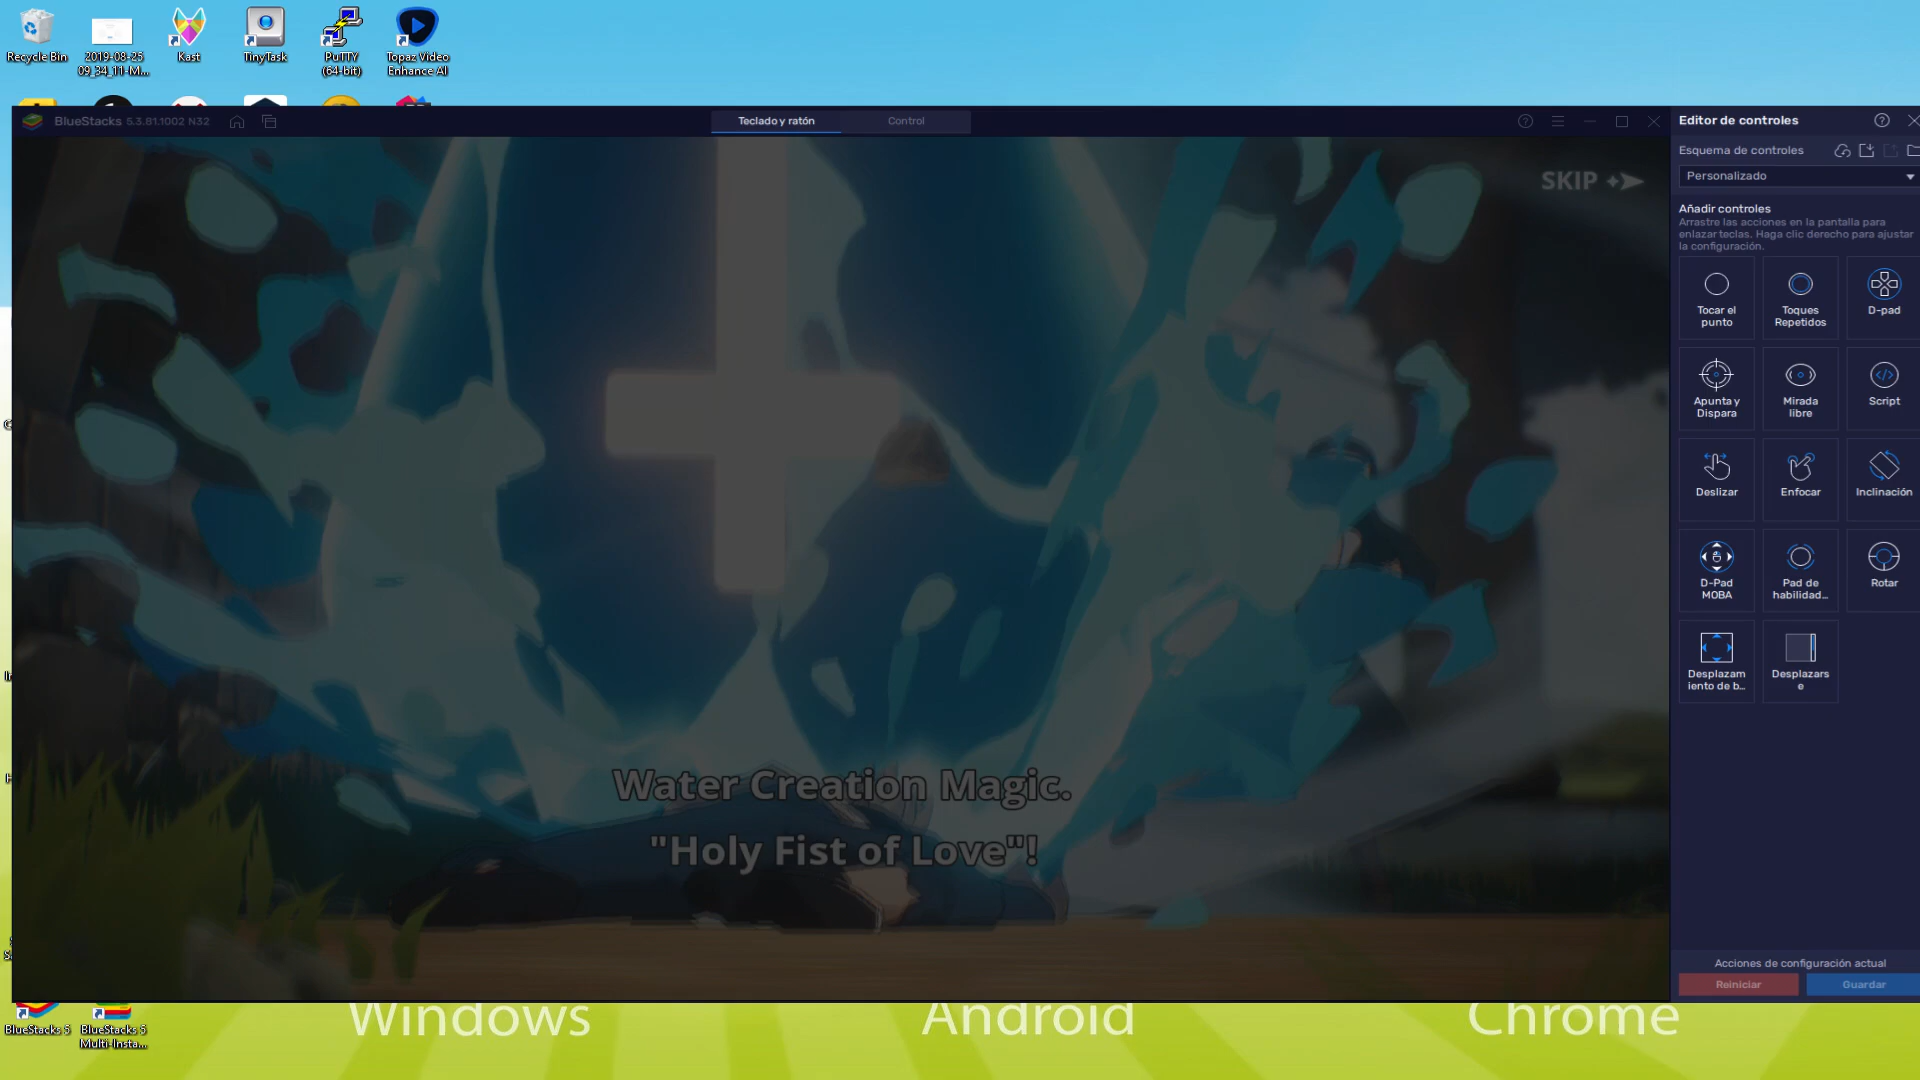 Recycle Bin
2019-08-25
09_34_11-M...
Kast
TinyTask
PuTTY
(64-bit)
Topaz Video
Enhance AI
BlueStacks 5.3.81.1002 N32
Teclado y ratón
Control
Editor de controles
Esquema de controles
Personalizado
SKIP
Añadir controles
Arrastre las acciones en la pantalla para
enlazar teclas. Haga clic derecho para ajustar
la configuración.
Tocar el
punto
Toques
Repetidos
D-pad
Apunta y
Dispara
Mirada
libre
Script
Deslizar
Enfocar
Inclinación
D-Pad
MOBA
Pad de
habilidad...
Rotar
Desplazam
iento de b...
Desplazars
e
Water Creation Magic.
"Holy Fist of Love"!
Acciones de configuración actual
Reiniciar
Guardar
BlueStacks 5
BlueStacks 5
Multi-Insta...
Windows
Android
Chrome